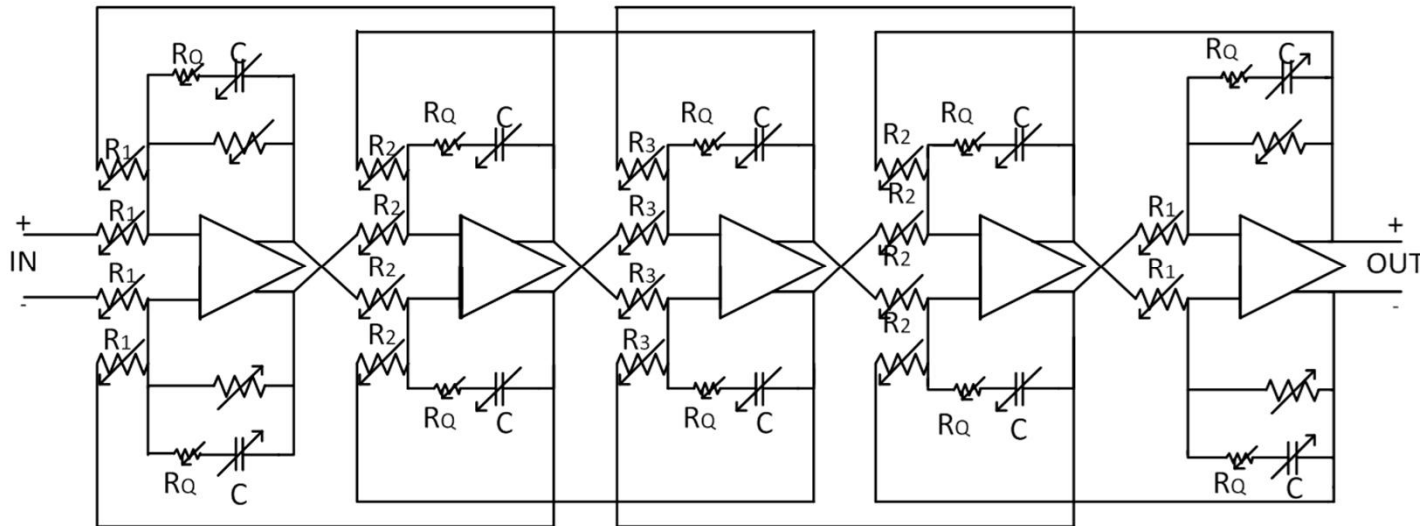 RQ C RQ C
RQ C RQ C RQ C
R1 R2 R3 R2
+ R1 R2 R3 R2 R1 +
IN OUT
- R1 R2 R3 R2 R1 -
R1 R2 R3 R2
RQ C RQ C RQ C
RQ C RQ C